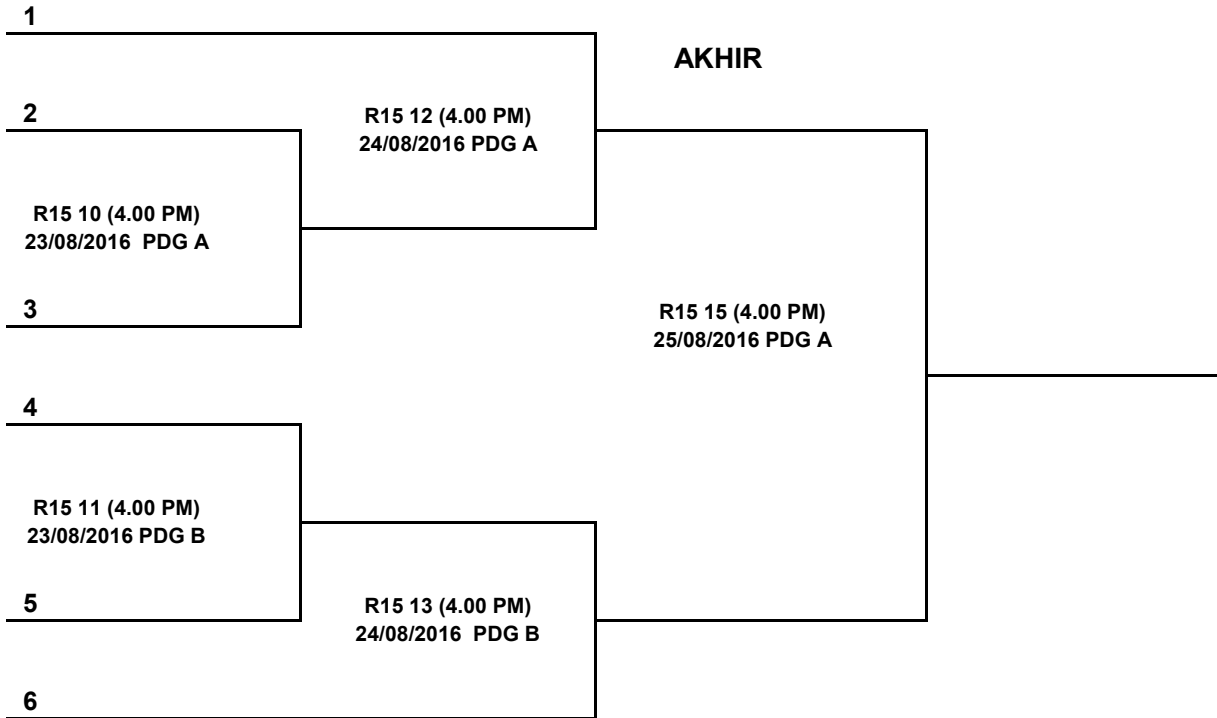 1
AKHIR
2
R15 12 (4.00 PM)
24/08/2016 PDG A
R15 10 (4.00 PM)
23/08/2016  PDG A
3
R15 15 (4.00 PM)
25/08/2016 PDG A
4
R15 11 (4.00 PM)
23/08/2016 PDG B
5
R15 13 (4.00 PM)
24/08/2016  PDG B
6